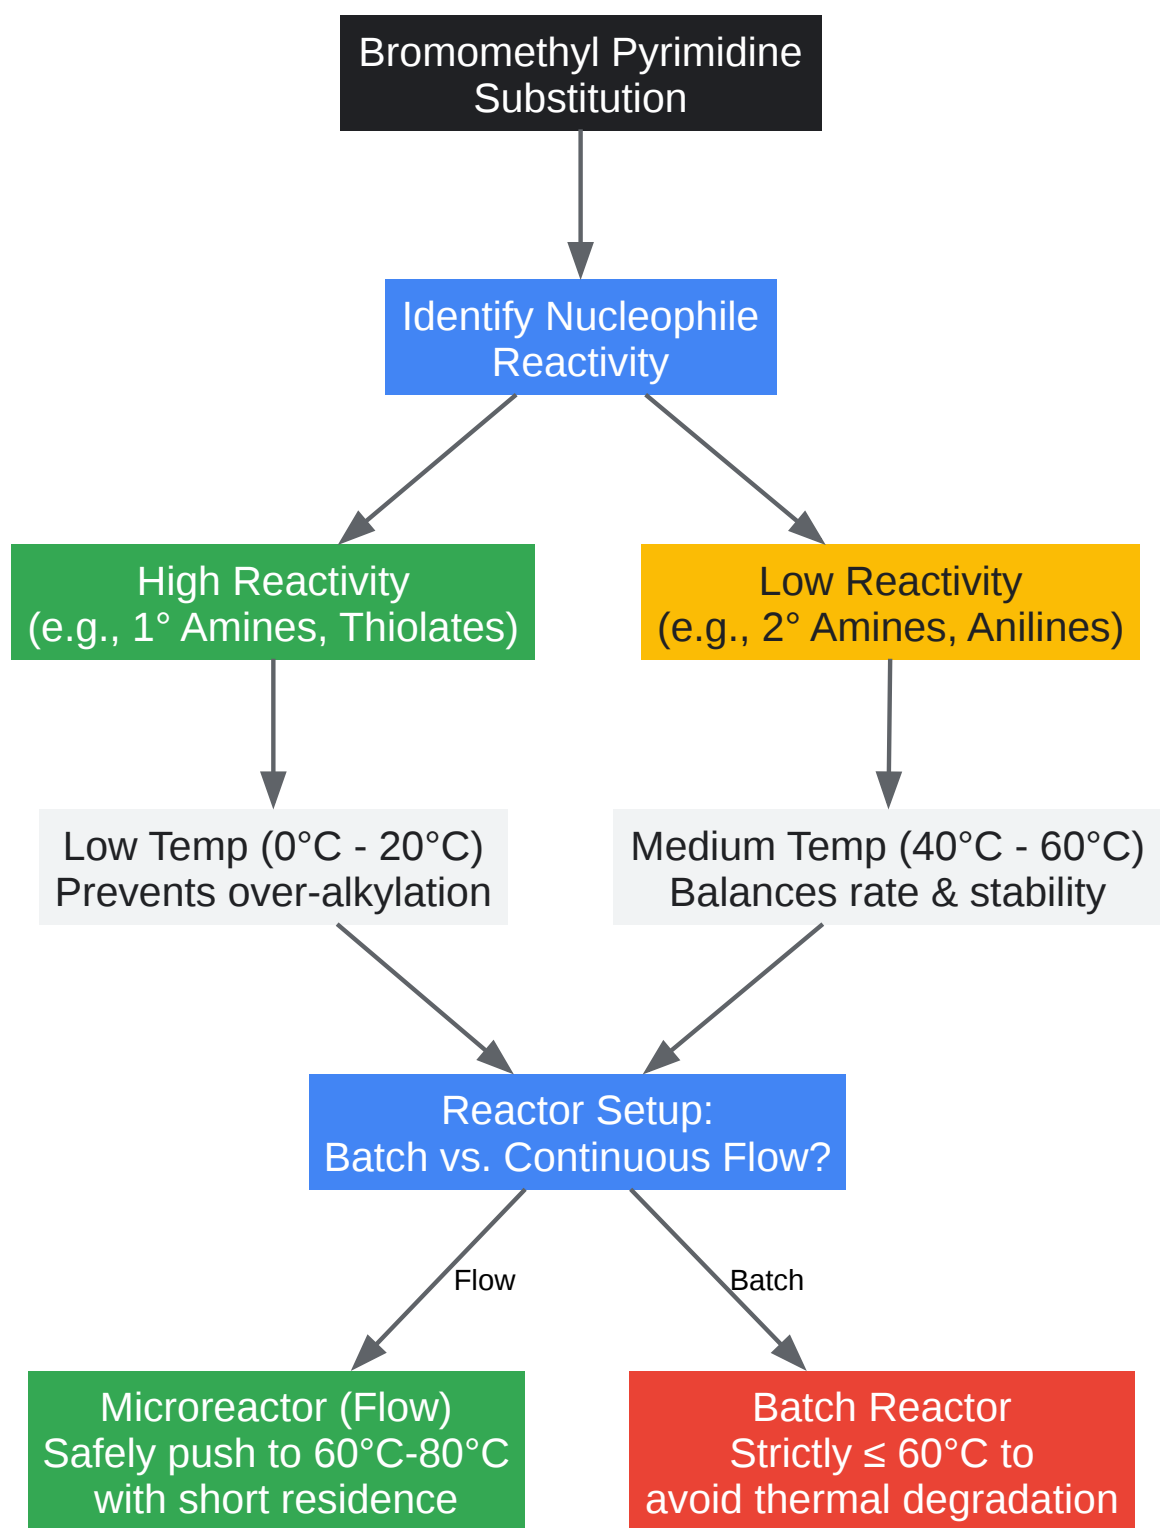 Bromomethyl Pyrimidine
Substitution
Identify Nucleophile
Reactivity
High Reactivity
(e.g., 1° Amines, Thiolates)
Low Reactivity
(e.g., 2° Amines, Anilines)
Low Temp (0°C - 20°C)
Prevents over-alkylation
Medium Temp (40°C - 60°C)
Balances rate & stability
Reactor Setup:
Batch vs. Continuous Flow?
Flow
Batch
Microreactor (Flow)
Safely push to 60°C-80°C
with short residence
Batch Reactor
Strictly ≤ 60°C to
avoid thermal degradation